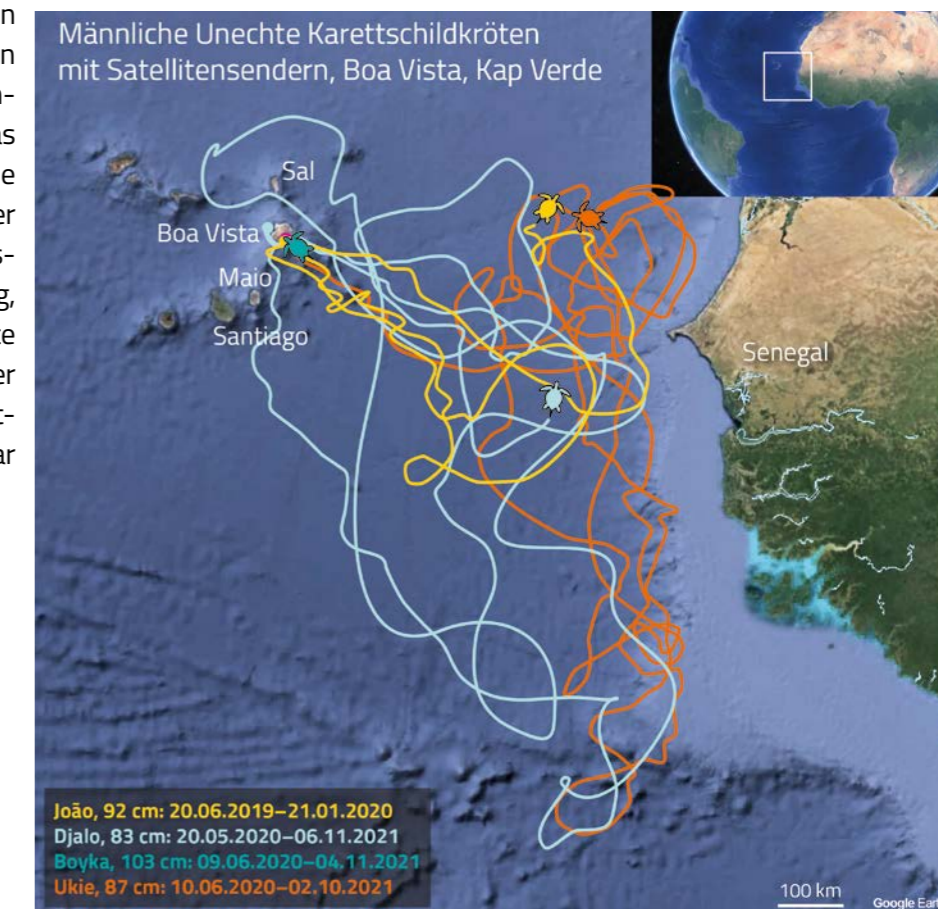 Männliche Unechte Karettschildkröten
mit Satellitensendern, Boa Vista, Kap Verde
Sal
Boa Vista
Maio
Santiago
Senegal
João, 92 cm: 20.06.2019–21.01.2020
Djalo, 83 cm: 20.05.2020–06.11.2021
Boyka, 103 cm: 09.06.2020–04.11.2021
Ukie, 87 cm: 10.06.2020–02.10.2021
100 km
Google Eart